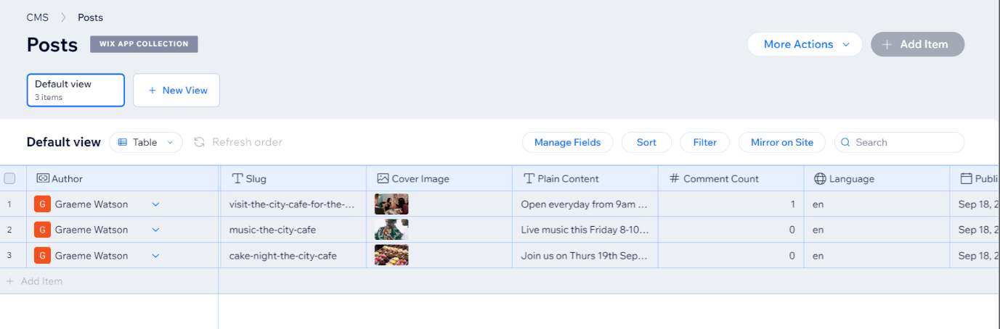 CMS > Posts
Posts WIX APP COLLECTION More Actions + Add Item
Default view
3 items
+ New View
Default view Table Refresh order Manage Fields Sort Filter Mirror on Site Search
Author Slug Cover Image Plain Content # Comment Count Language Publi
1 G Graeme Watson visit-the-city-cafe-for-the-... Open everyday from 9am ... 1 en Sep 18, 2
2 G Graeme Watson music-the-city-cafe Live music this Friday 8-10... 0 en Sep 18, 2
3 G Graeme Watson cake-night-the-city-cafe Join us on Thurs 19th Sep... 0 en Sep 18, 2
+ Add Item